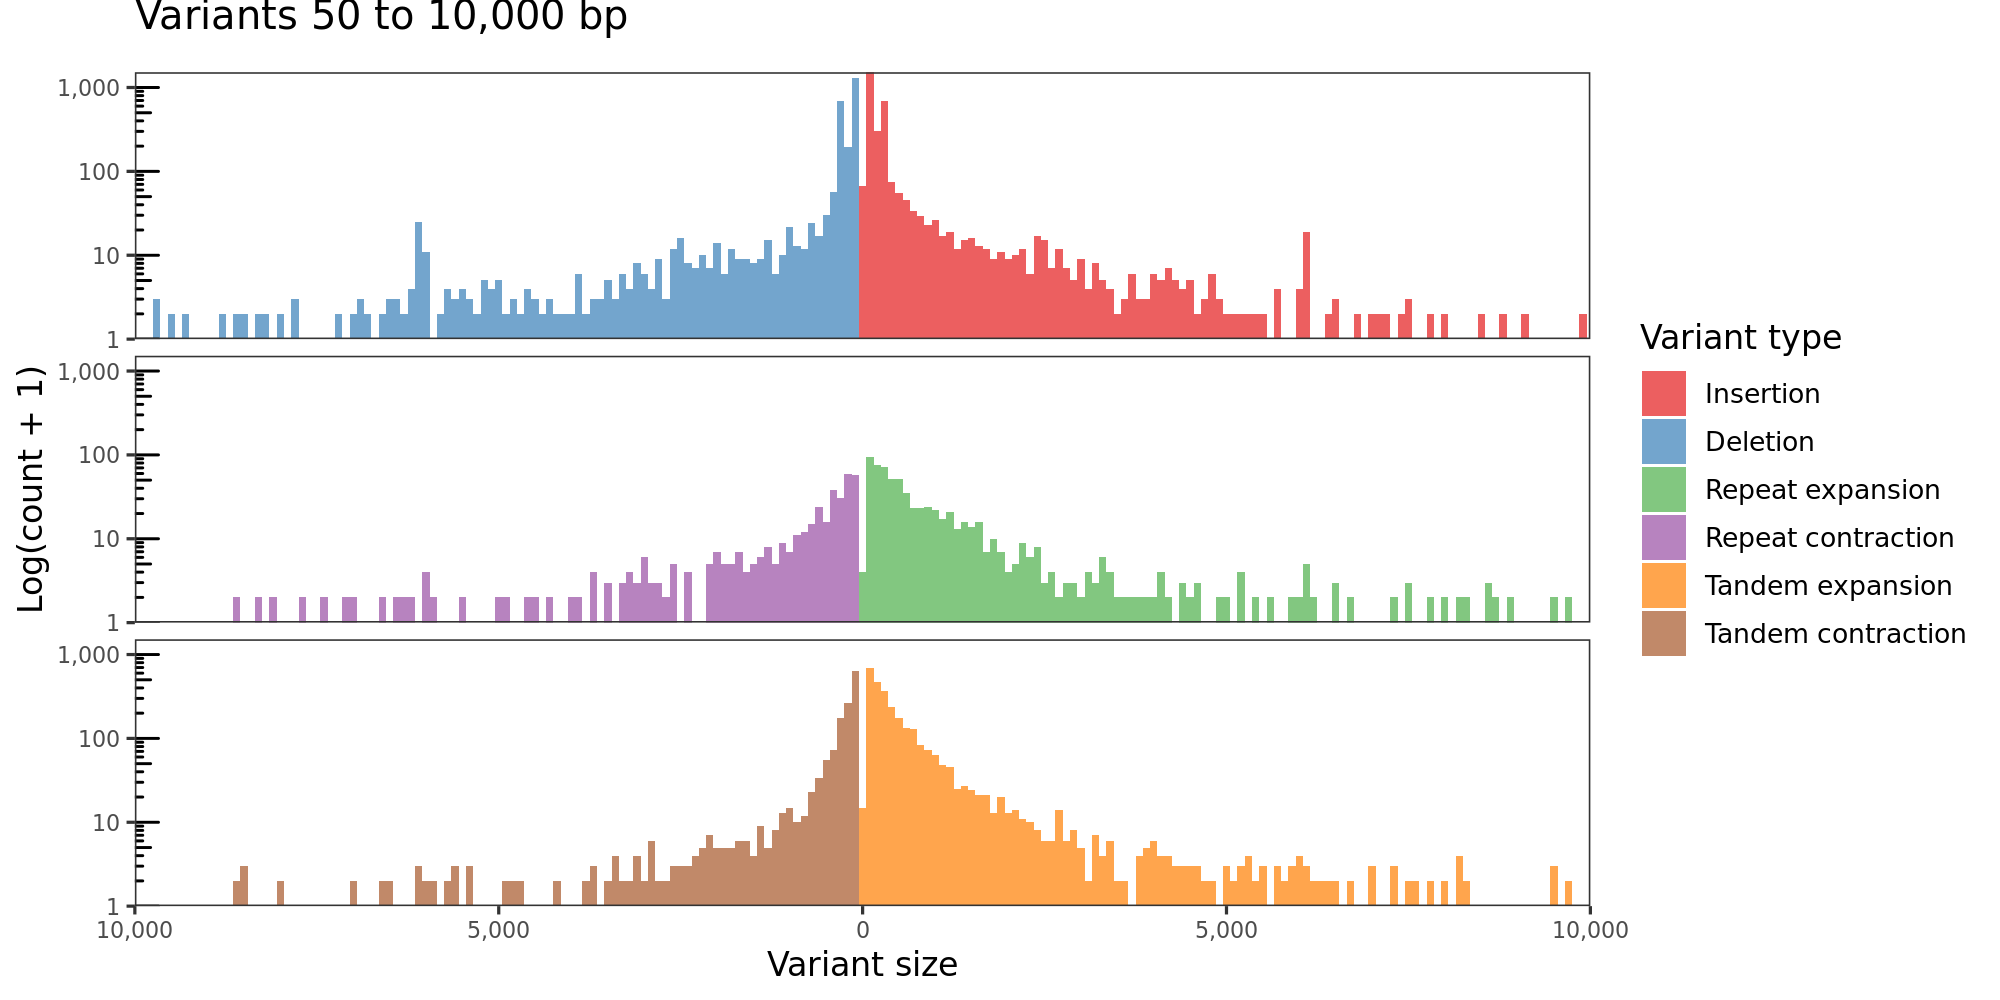 Variants 50 to 10,000 bp
1,000
100
10
1
1,000
100
10
1
1,000
100
10
1
Log(count + 1)
10,000 5,000 0 5,000 10,000
Variant size
Variant type
Insertion
Deletion
Repeat expansion
Repeat contraction
Tandem expansion
Tandem contraction